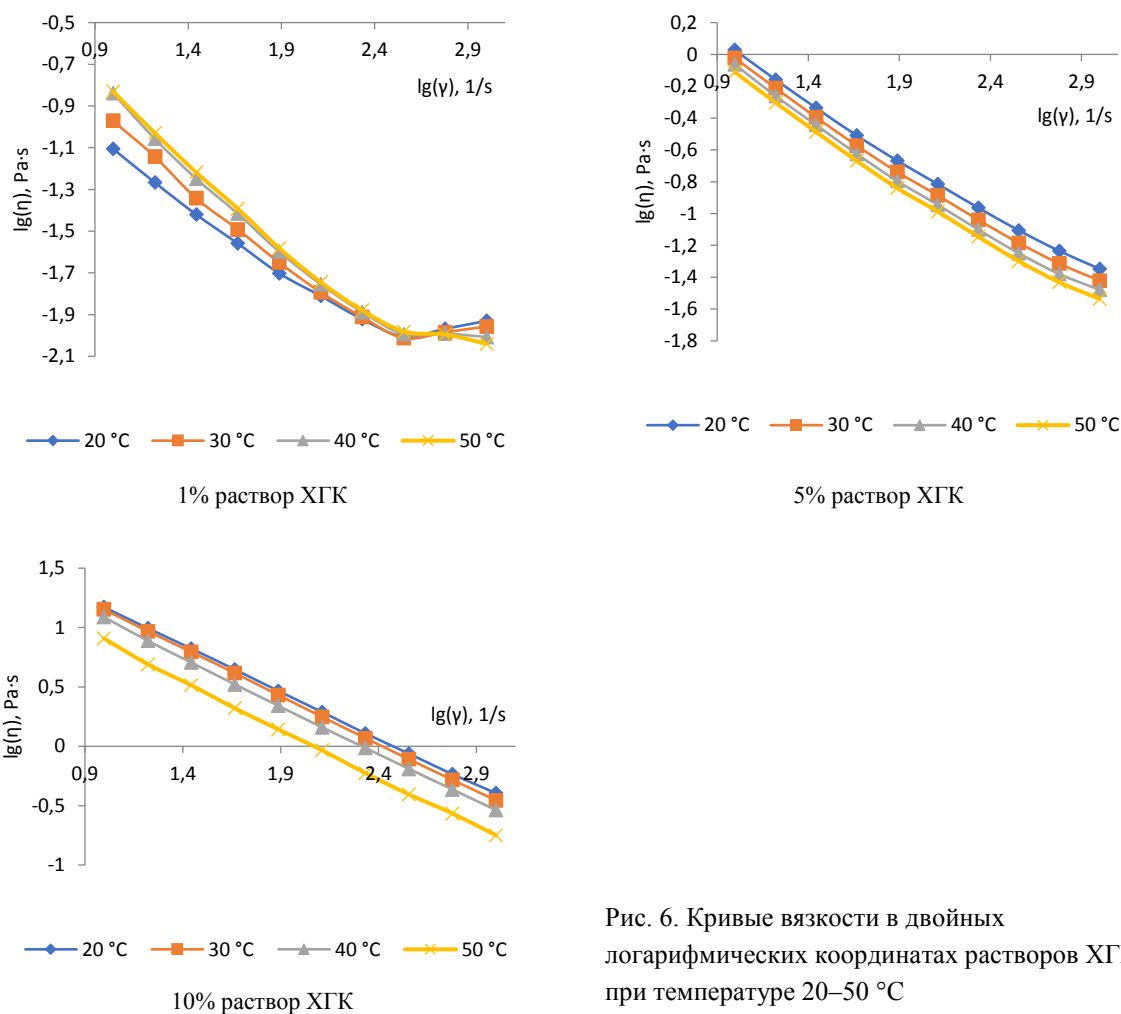 -0,5
-0,7
-0,9
-1,1
-1,3
-1,5
-1,7
-1,9
-2,1
0,9 1,4 1,9 2,4 2,9
lg(γ), 1/s
lg(η), Pa·s
20 °C 30 °C 40 °C 50 °C
1% раствор ХГК
0,2
0
-0,2
-0,4
-0,6
-0,8
-1
-1,2
-1,4
-1,6
-1,8
0,9 1,4 1,9 2,4 2,9
lg(γ), 1/s
lg(η), Pa·s
20 °C 30 °C 40 °C 50 °C
5% раствор ХГК
1,5
1
0,5
0
-0,5
-1
0,9 1,4 1,9 2,4 2,9
lg(γ), 1/s
lg(η), Pa·s
20 °C 30 °C 40 °C 50 °C
10% раствор ХГК
Рис. 6. Кривые вязкости в двойных
логарифмических координатах растворов ХГ
при температуре 20–50 °C